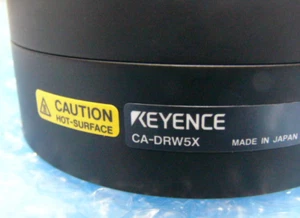 CAUTION
HOT-SURFACE
KEYENCE
CA-DRW5X
MADE IN JAPAN